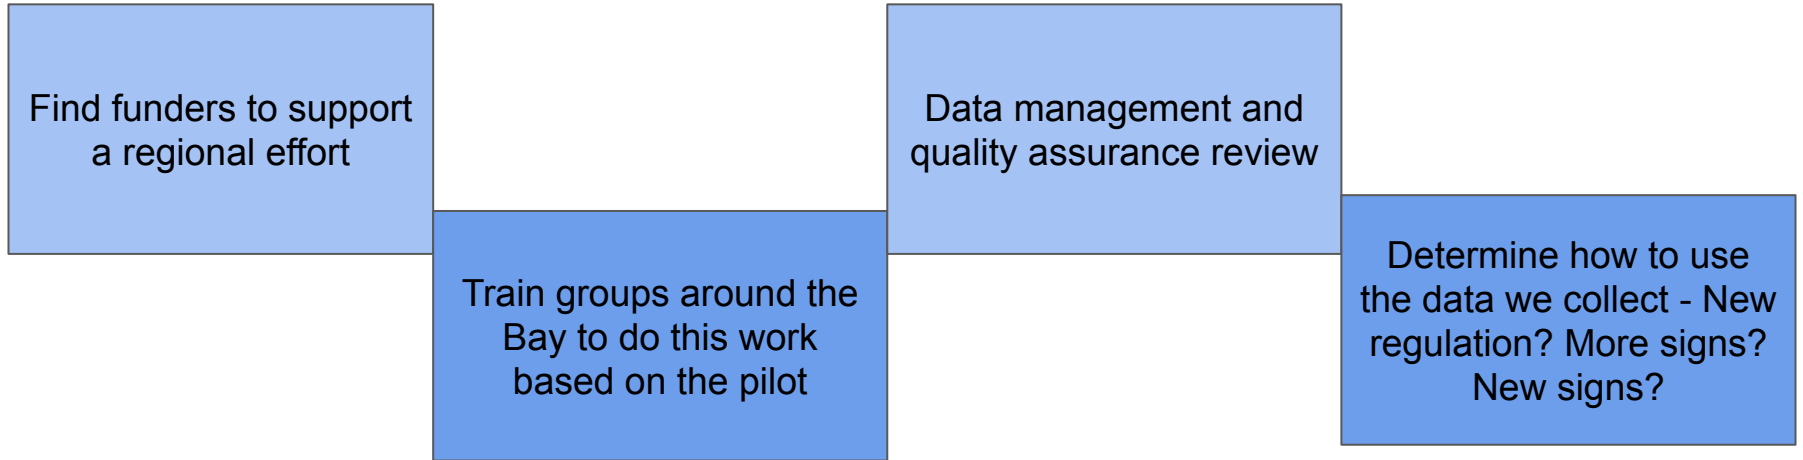 Find funders to support
a regional effort
Train groups around the
Bay to do this work
based on the pilot
Data management and
quality assurance review
Determine how to use
the data we collect - New
regulation? More signs?
New signs?